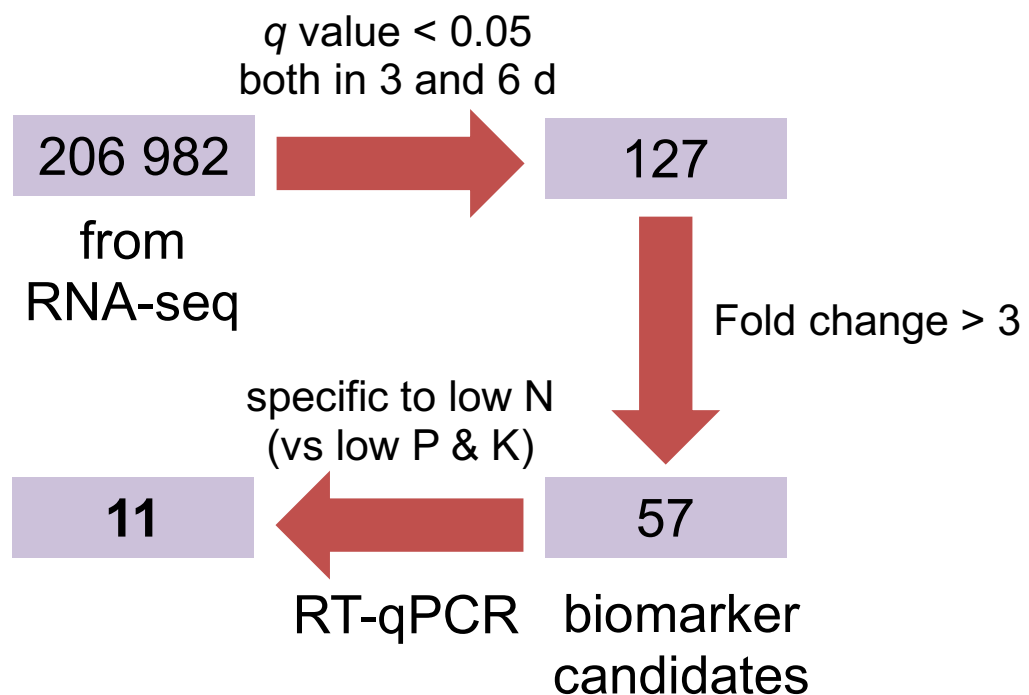 q value < 0.05
both in 3 and 6 d
206 982
127
from
RNA-seq
Fold change > 3
specific to low N
(vs low P & K)
11
57
RT-qPCR
biomarker
candidates